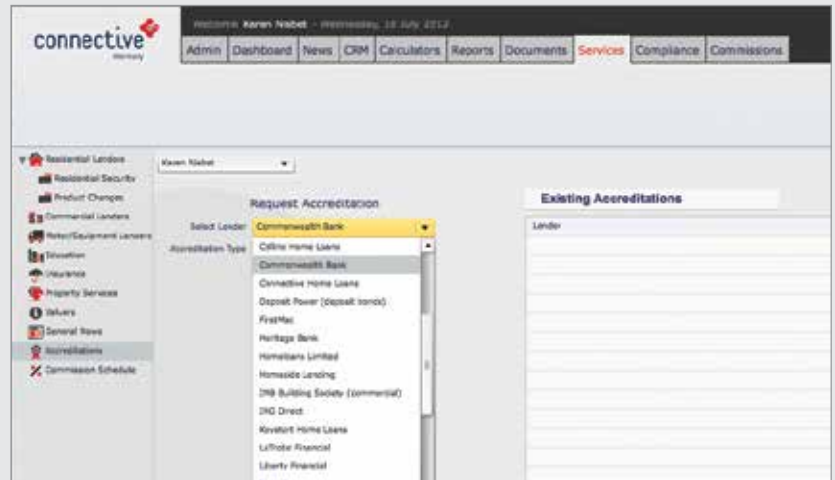 Welcome Karen Nisbet - Wednesday, 18 July 2012
connective
Mercury
Admin Dashboard News CRM Calculators Reports Documents Services Compliance Commissions
Residential Lenders
Residential Security
Product Changes
Commercial Lenders
Motor/Equipment Lenders
Education
Insurance
Property Services
Valuers
General News
Accreditations
Commission Schedule
Karen Nisbet
Request Accreditation
Select Lender Commonwealth Bank
Accreditation Type
Collins Home Loans
Commonwealth Bank
Connective Home Loans
Deposit Power (deposit bonds)
FirstMac
Heritage Bank
Homeloans Limited
Homeside Lending
IMB Building Society (commercial)
ING Direct
Keystart Home Loans
LaTrobe Financial
Liberty Financial
Existing Accreditations
Lender